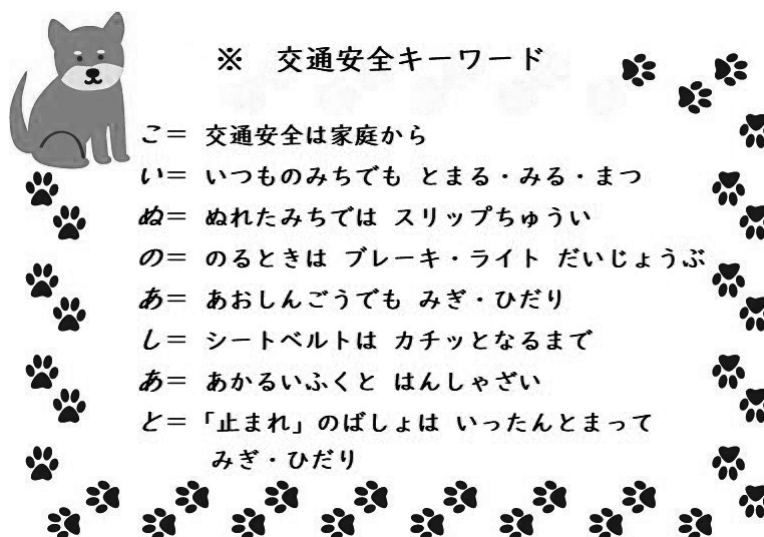 ※ 交通安全キーワード
こ＝ 交通安全は家庭から
い＝ いつものみちでも とまる・みる・まつ
ぬ＝ ぬれたみちでは スリップちゅうい
の＝ のるときは ブレーキ・ライト だいじょうぶ
あ＝ あおしんごうでも みぎ・ひだり
し＝ シートベルトは カチッとなるまで
あ＝ あかるいふくと はんしゃざい
と＝ 「止まれ」のばしょは いったんとまって
みぎ・ひだり